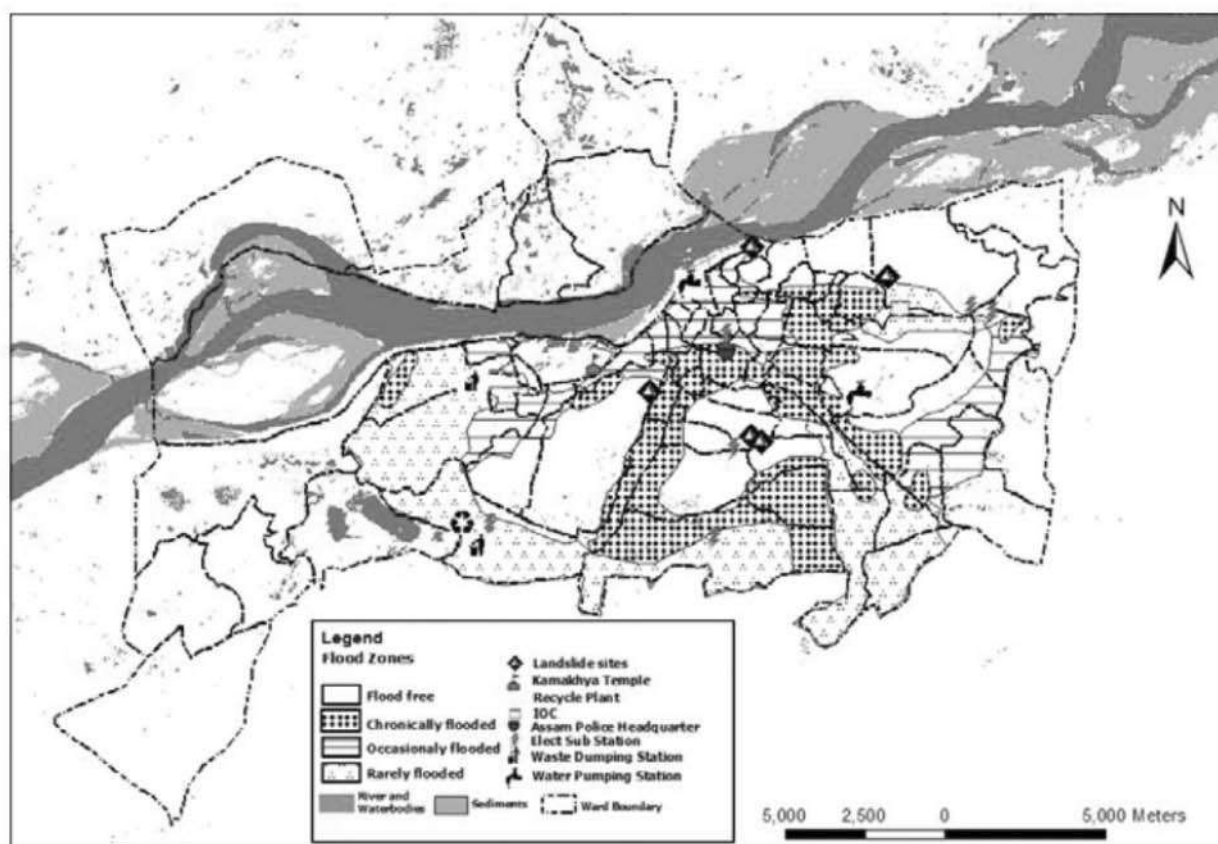 N
Legend
Flood Zones
Flood free
Chronically flooded
Occasionaly flooded
Rarely flooded
River and
Waterbodies
Sediments
Ward Boundary
Landslide sites
Kamakhya Temple
Recycle Plant
IOC
Assam Police Headquarter
Elect Sub Station
Waste Dumping Station
Water Pumping Station
5,000 2,500 0 5,000 Meters